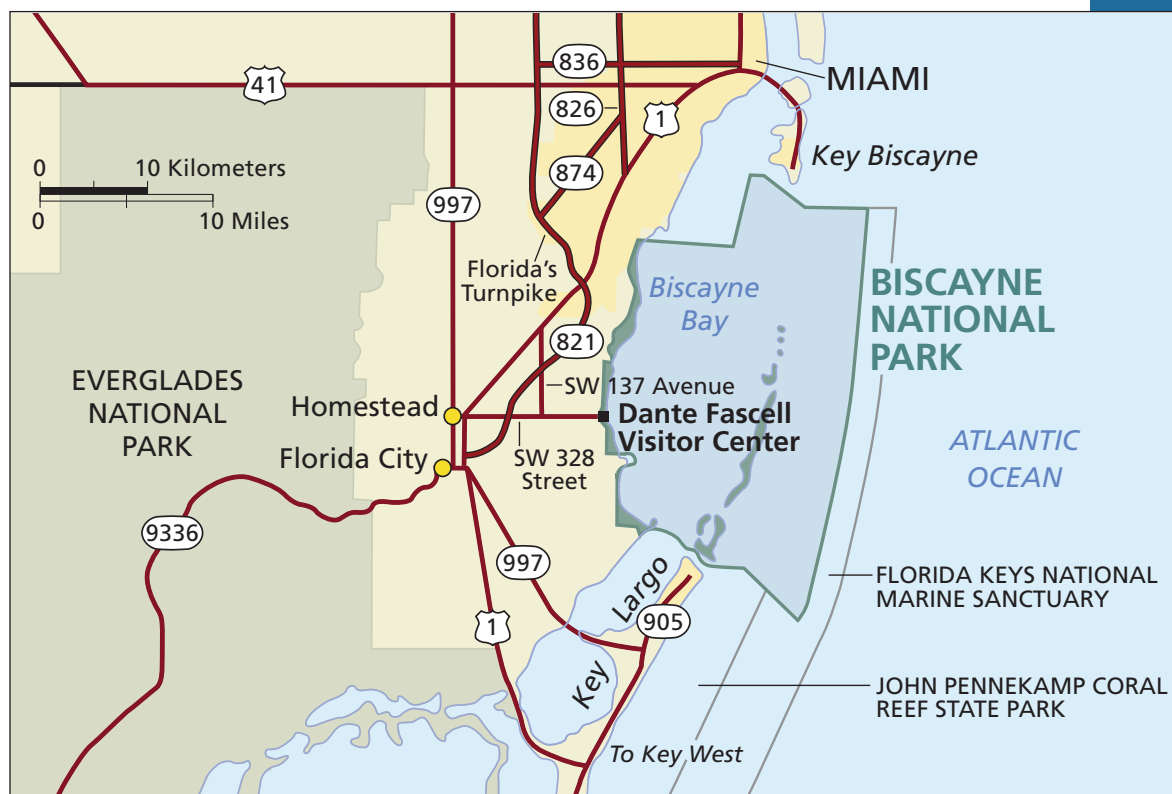 836
MIAMI
41
826
1
Key Biscayne
0 10 Kilometers
874
997
0 10 Miles
Florida's
Turnpike
Biscayne
Bay
BISCAYNE
NATIONAL
PARK
821
EVERGLADES
NATIONAL
PARK
SW 137 Avenue
Homestead
Dante Fascell
Visitor Center
ATLANTIC
OCEAN
Florida City
SW 328
Street
9336
997
Largo
FLORIDA KEYS NATIONAL
MARINE SANCTUARY
1
905
Key
JOHN PENNEKAMP CORAL
REEF STATE PARK
To Key West